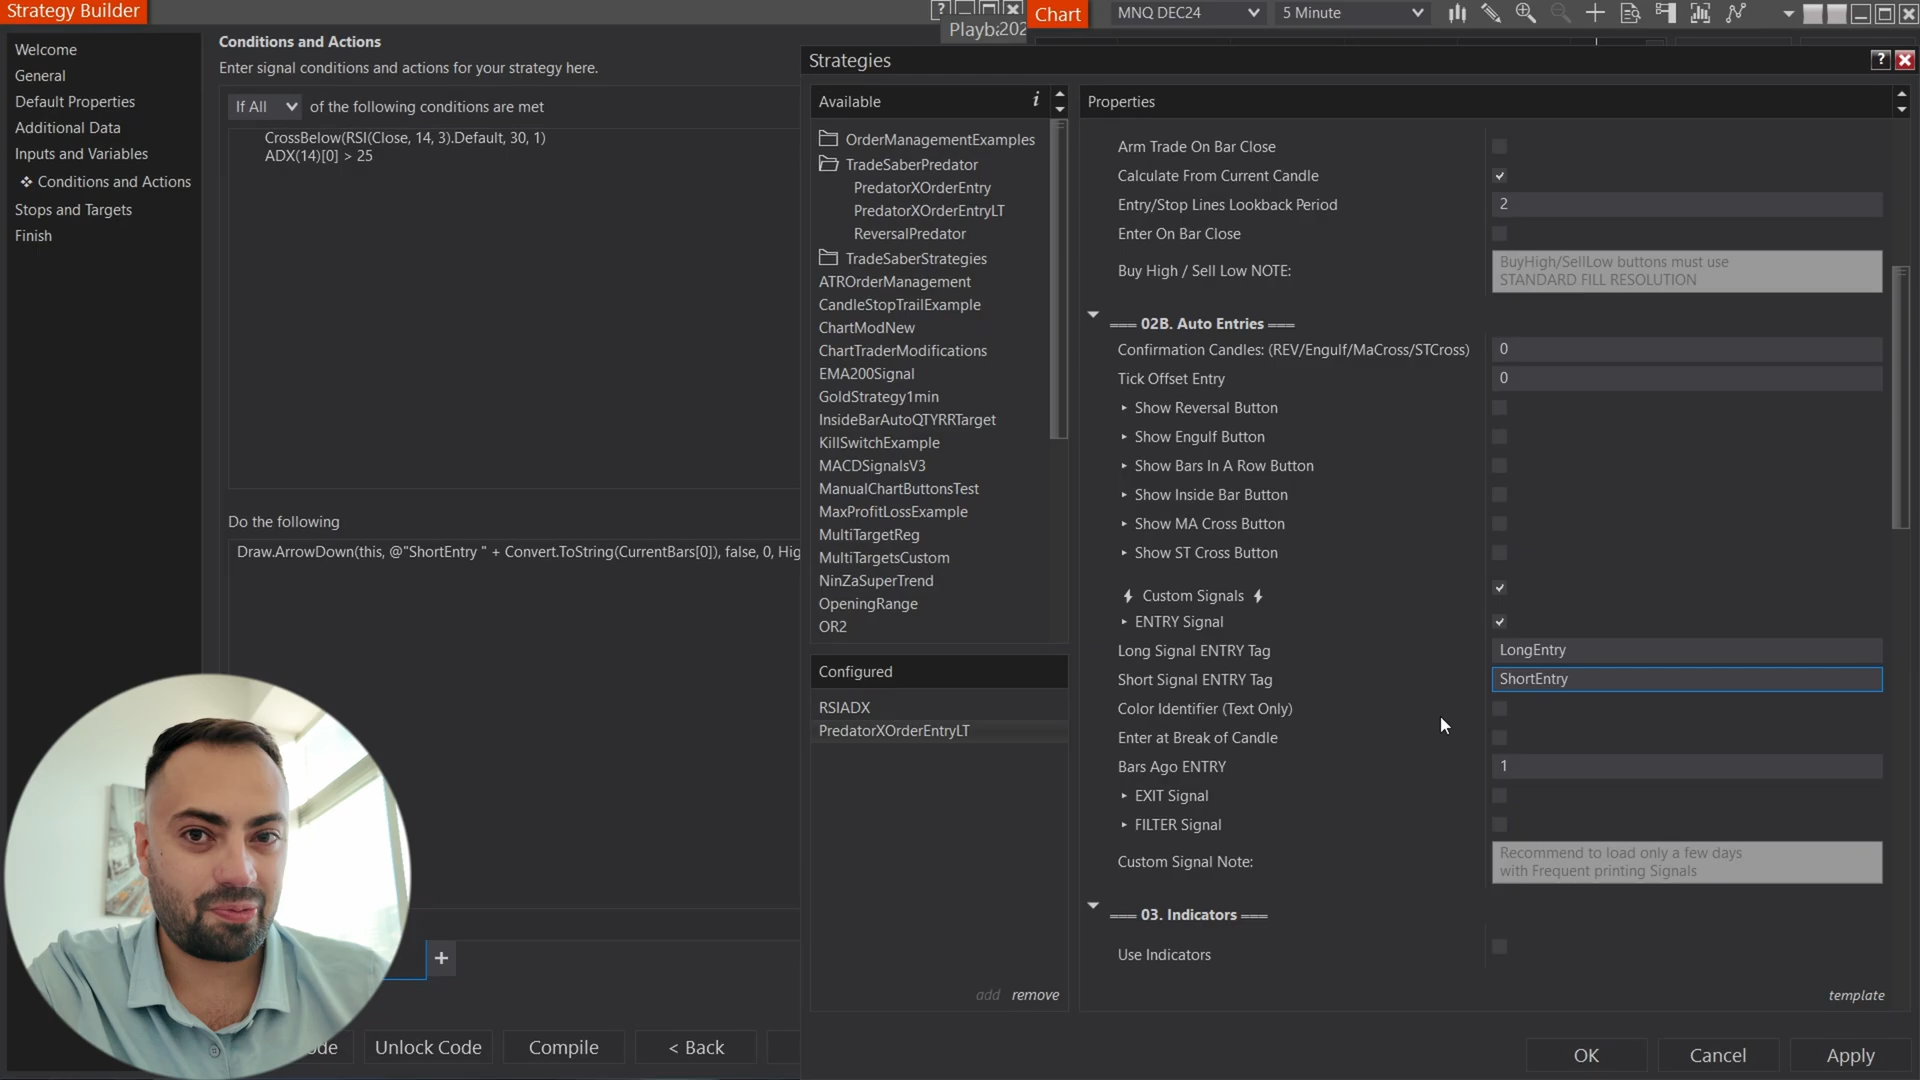 Strategy Builder
Welcome
General
Default Properties
Additional Data
Inputs and Variables
Conditions and Actions
Stops and Targets
Finish
Conditions and Actions
Enter signal conditions and actions for your strategy here.
If All
of the following conditions are met
CrossBelow(RSI(Close, 14, 3).Default, 30, 1)
ADX(14)[0] > 25
Do the following
Draw.ArrowDown(this, @"ShortEntry " + Convert.ToString(CurrentBars[0]), false, 0, Hig
+
ode
Unlock Code
Compile
< Back
?
Playba202
Chart
MNQ DEC24
5 Minute
Strategies
?
Available
i
OrderManagementExamples
TradeSaberPredator
PredatorXOrderEntry
PredatorXOrderEntryLT
ReversalPredator
TradeSaberStrategies
ATROrderManagement
CandleStopTrailExample
ChartModNew
ChartTraderModifications
EMA200Signal
GoldStrategy1min
InsideBarAutoQTYRRTarget
KillSwitchExample
MACDSignalsV3
ManualChartButtonsTest
MaxProfitLossExample
MultiTargetReg
MultiTargetsCustom
NinZaSuperTrend
OpeningRange
OR2
Configured
RSIADX
PredatorXOrderEntryLT
add remove
Properties
Arm Trade On Bar Close
Calculate From Current Candle
Entry/Stop Lines Lookback Period
2
Enter On Bar Close
Buy High / Sell Low NOTE:
BuyHigh/SellLow buttons must use
STANDARD FILL RESOLUTION
=== 02B. Auto Entries ===
Confirmation Candles: (REV/Engulf/MaCross/STCross)
0
Tick Offset Entry
0
Show Reversal Button
Show Engulf Button
Show Bars In A Row Button
Show Inside Bar Button
Show MA Cross Button
Show ST Cross Button
Custom Signals
ENTRY Signal
Long Signal ENTRY Tag
LongEntry
Short Signal ENTRY Tag
ShortEntry
Color Identifier (Text Only)
Enter at Break of Candle
Bars Ago ENTRY
1
EXIT Signal
FILTER Signal
Custom Signal Note:
Recommend to load only a few days
with Frequent printing Signals
=== 03. Indicators ===
Use Indicators
template
OK
Cancel
Apply